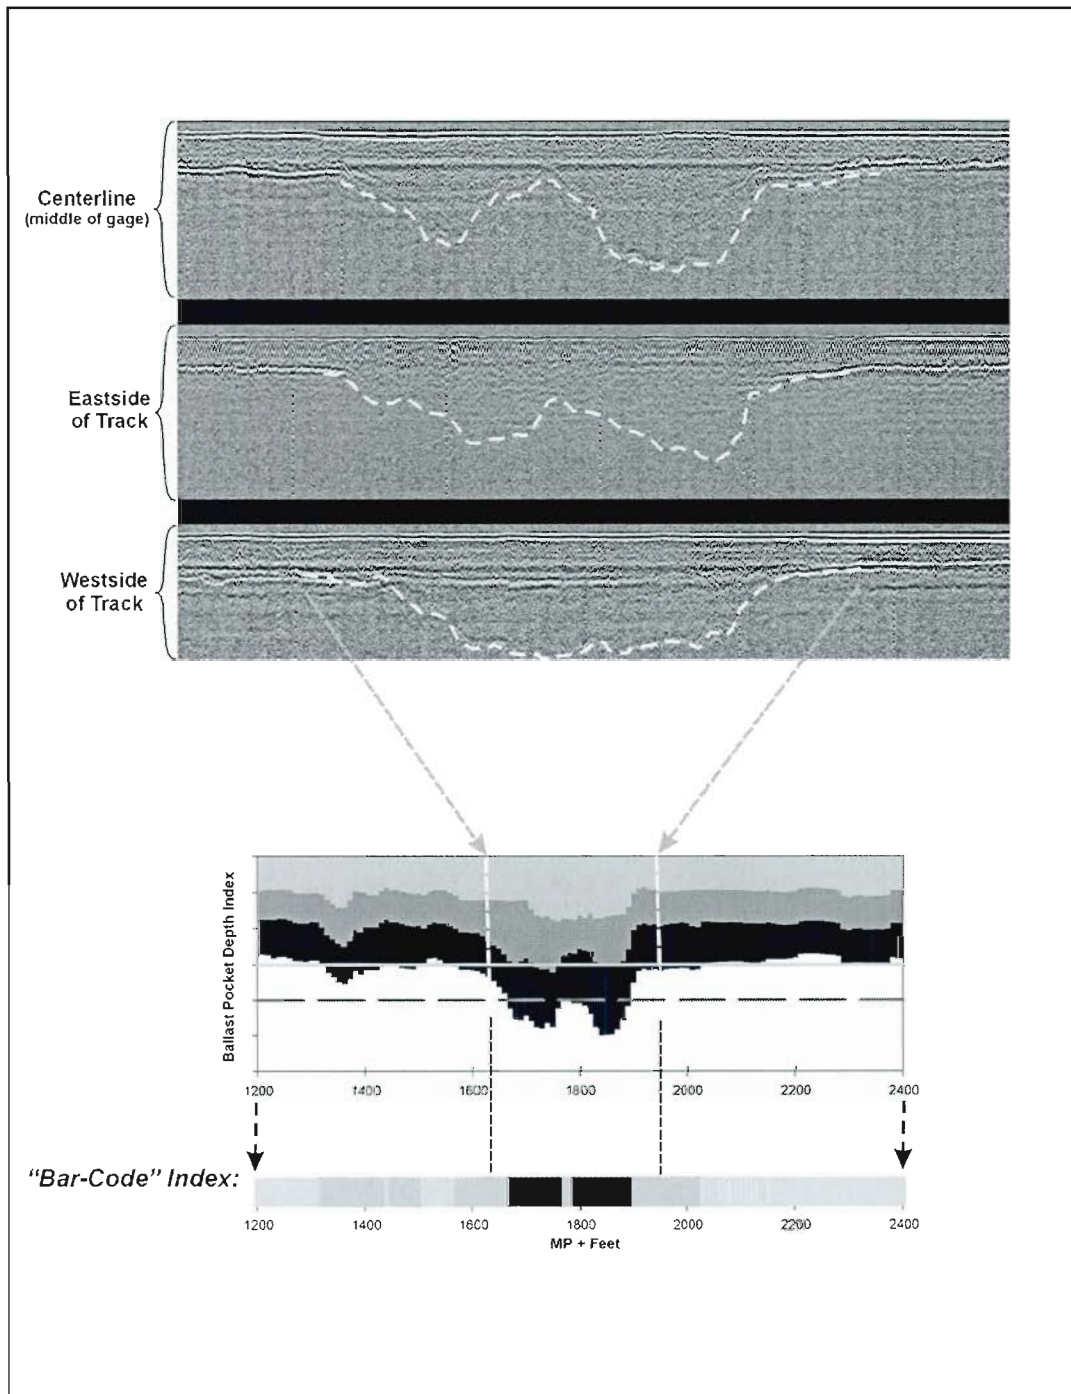 Centerline
(middle of gage)
Eastside
of Track
Westside
of Track
Ballast Pocket Depth Index
1200 1400 1600 1800 2000 2200 2400
"Bar-Code" Index:
1200 1400 1600 1800 2000 2200 2400
MP + Feet